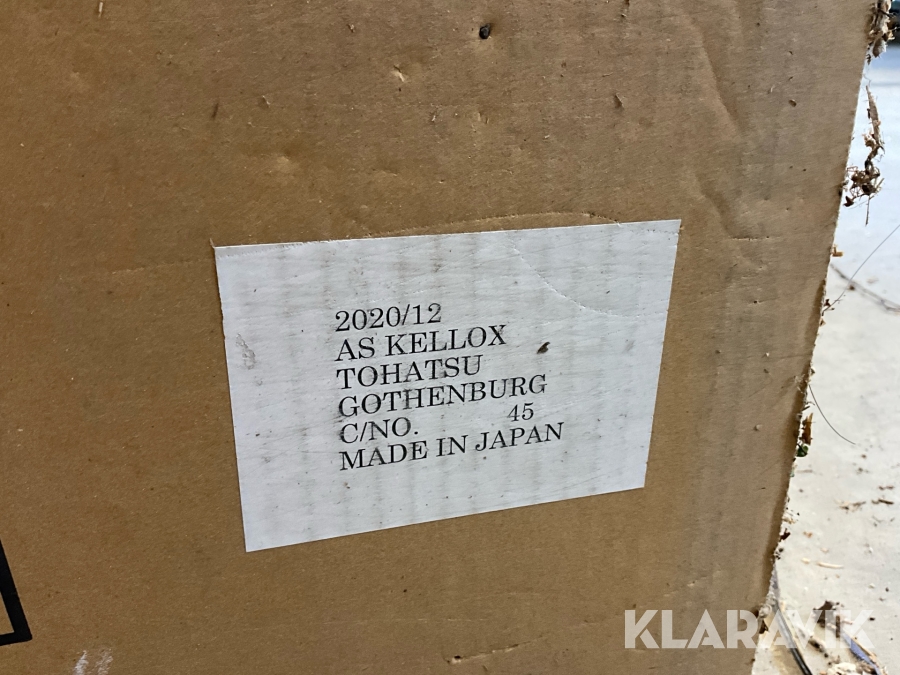 2020/12
AS KELLOX
TOHATSU
GOTHENBURG
C/NO. 45
MADE IN JAPAN
KLARAVIK